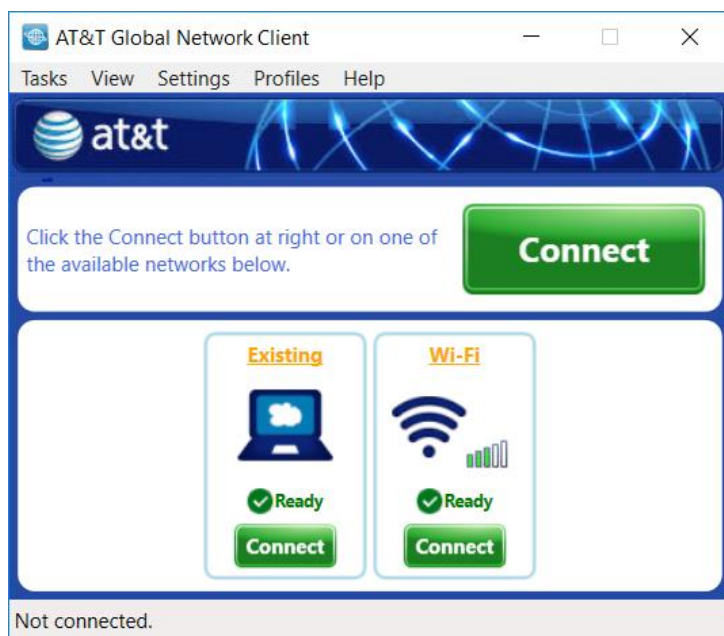 AT&T Global Network Client
Tasks View Settings Profiles Help
at&t
Click the Connect button at right or on one of
the available networks below.
Connect
Existing Wi-Fi
Ready Ready
Connect Connect
Not connected.